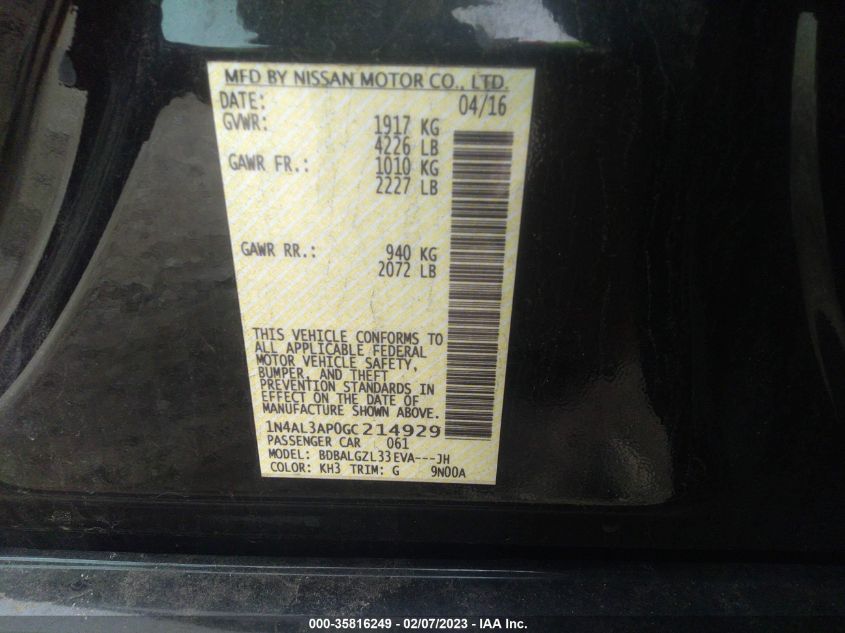 MFD BY NISSAN MOTOR CO., LTD.
DATE: 04/16
GVWR: 1917 KG
4226 LB
GAWR FR.: 1010 KG
2227 LB
GAWR RR.: 940 KG
2072 LB
THIS VEHICLE CONFORMS TO
ALL APPLICABLE FEDERAL
MOTOR VEHICLE SAFETY,
BUMPER, AND THEFT
PREVENTION STANDARDS IN
EFFECT ON THE DATE OF
MANUFACTURE SHOWN ABOVE.
1N4AL3AP0GC214929
PASSENGER CAR 061
MODEL: BDBALGZL33EVA---JH
COLOR: KH3 TRIM: G 9N00A
000-35816249 — 02/07/2023 — IAA Inc.